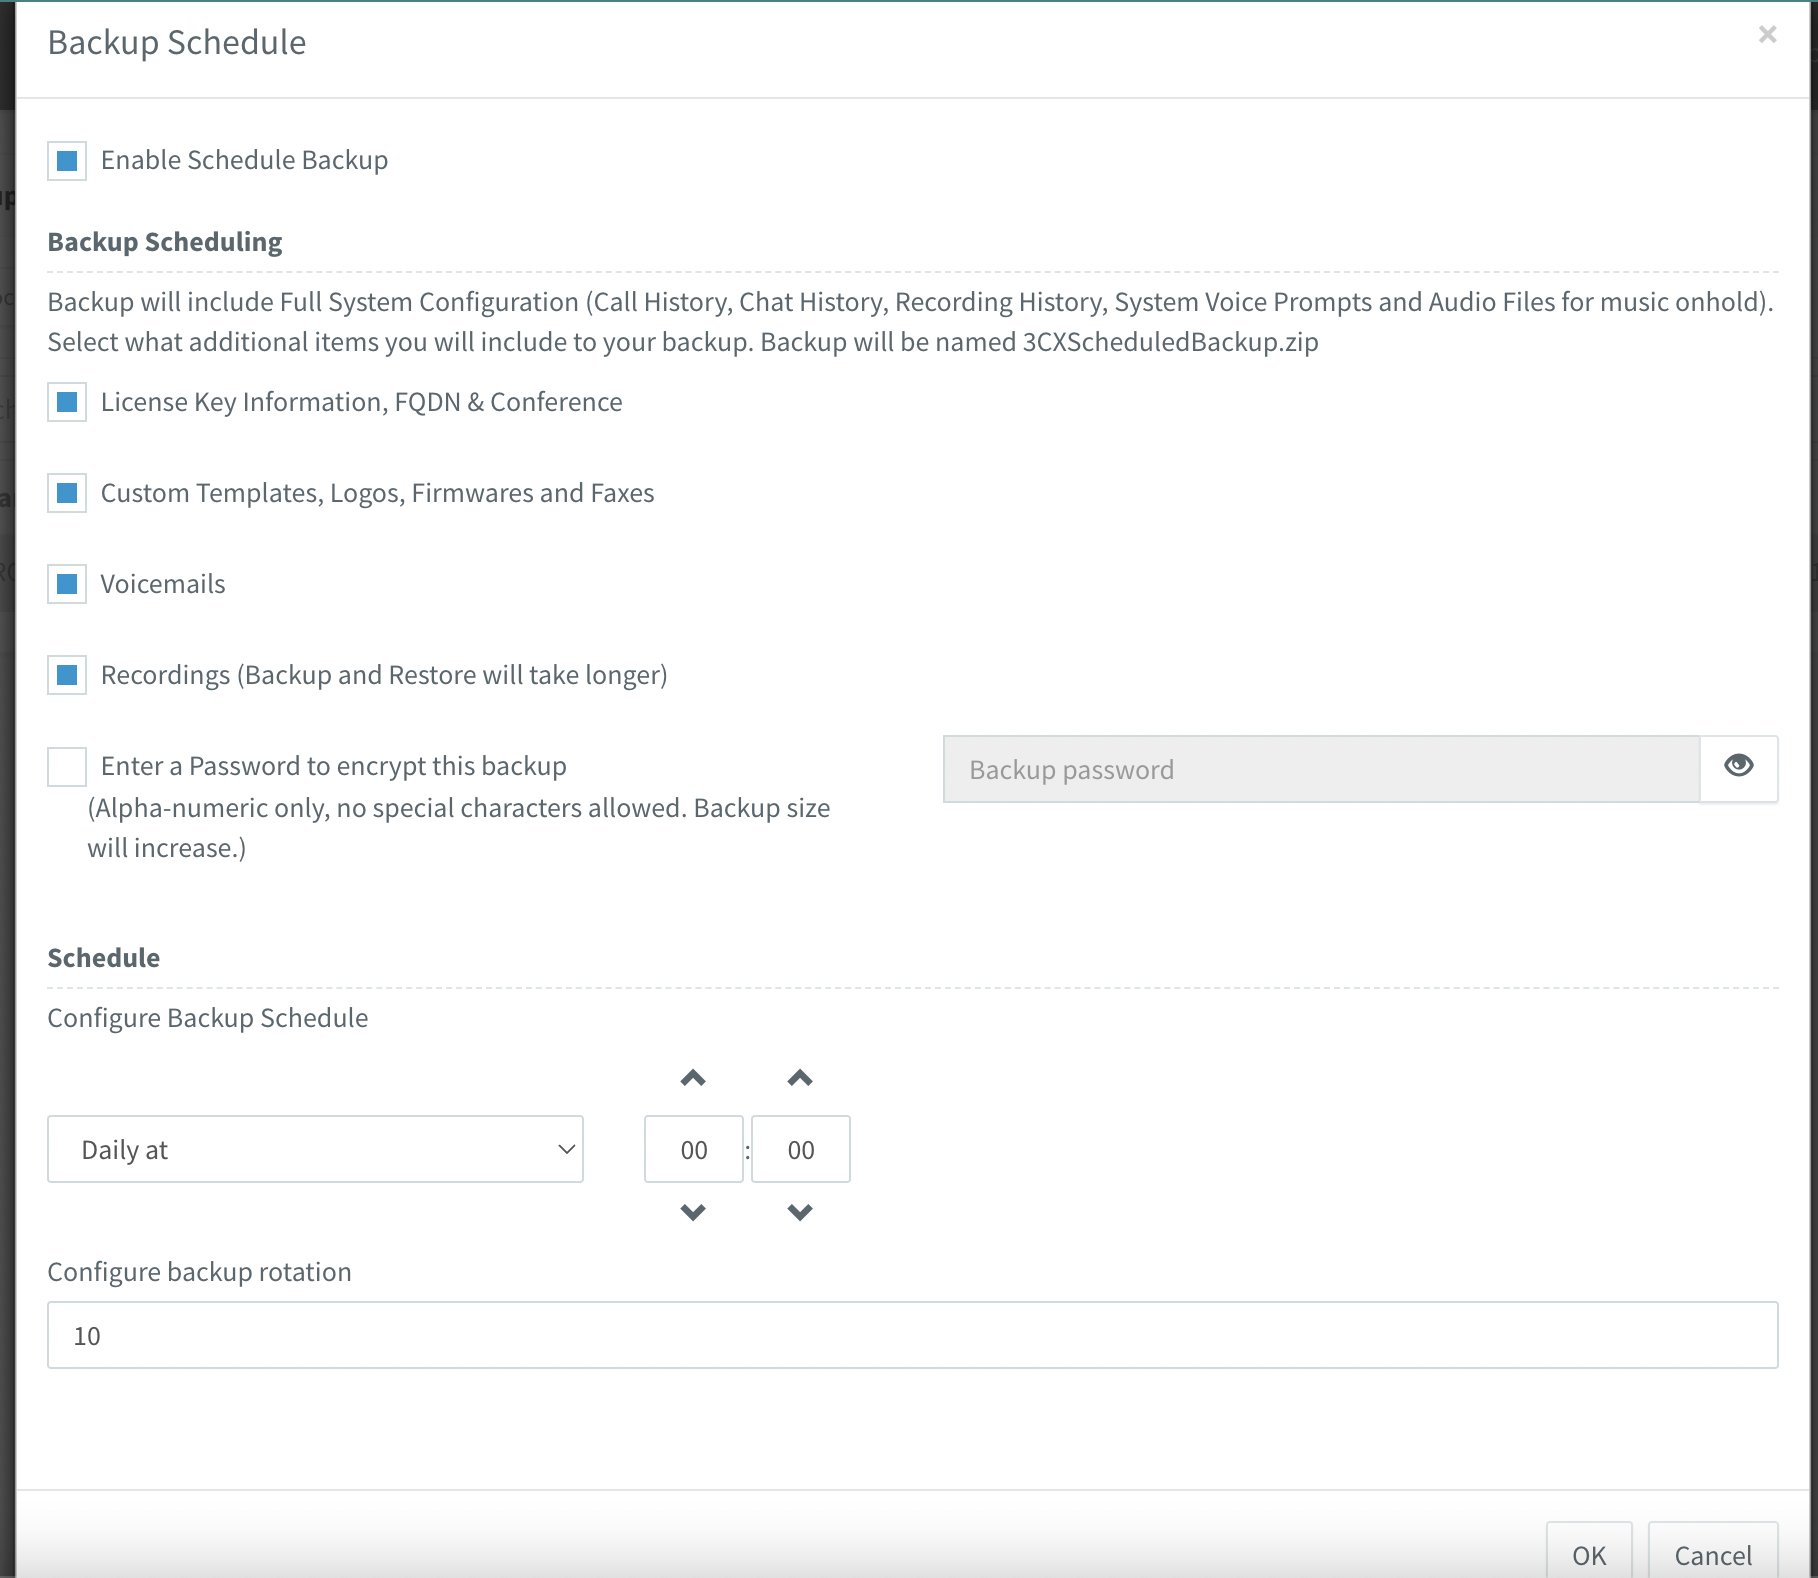 Backup Schedule
×
Enable Schedule Backup
Backup Scheduling
Backup will include Full System Configuration (Call History, Chat History, Recording History, System Voice Prompts and Audio Files for music onhold).
Select what additional items you will include to your backup. Backup will be named 3CXScheduledBackup.zip
License Key Information, FQDN & Conference
Custom Templates, Logos, Firmwares and Faxes
Voicemails
Recordings (Backup and Restore will take longer)
Enter a Password to encrypt this backup
(Alpha-numeric only, no special characters allowed. Backup size
will increase.)
Backup password
Schedule
Configure Backup Schedule
Daily at
00 : 00
Configure backup rotation
10
OK
Cancel